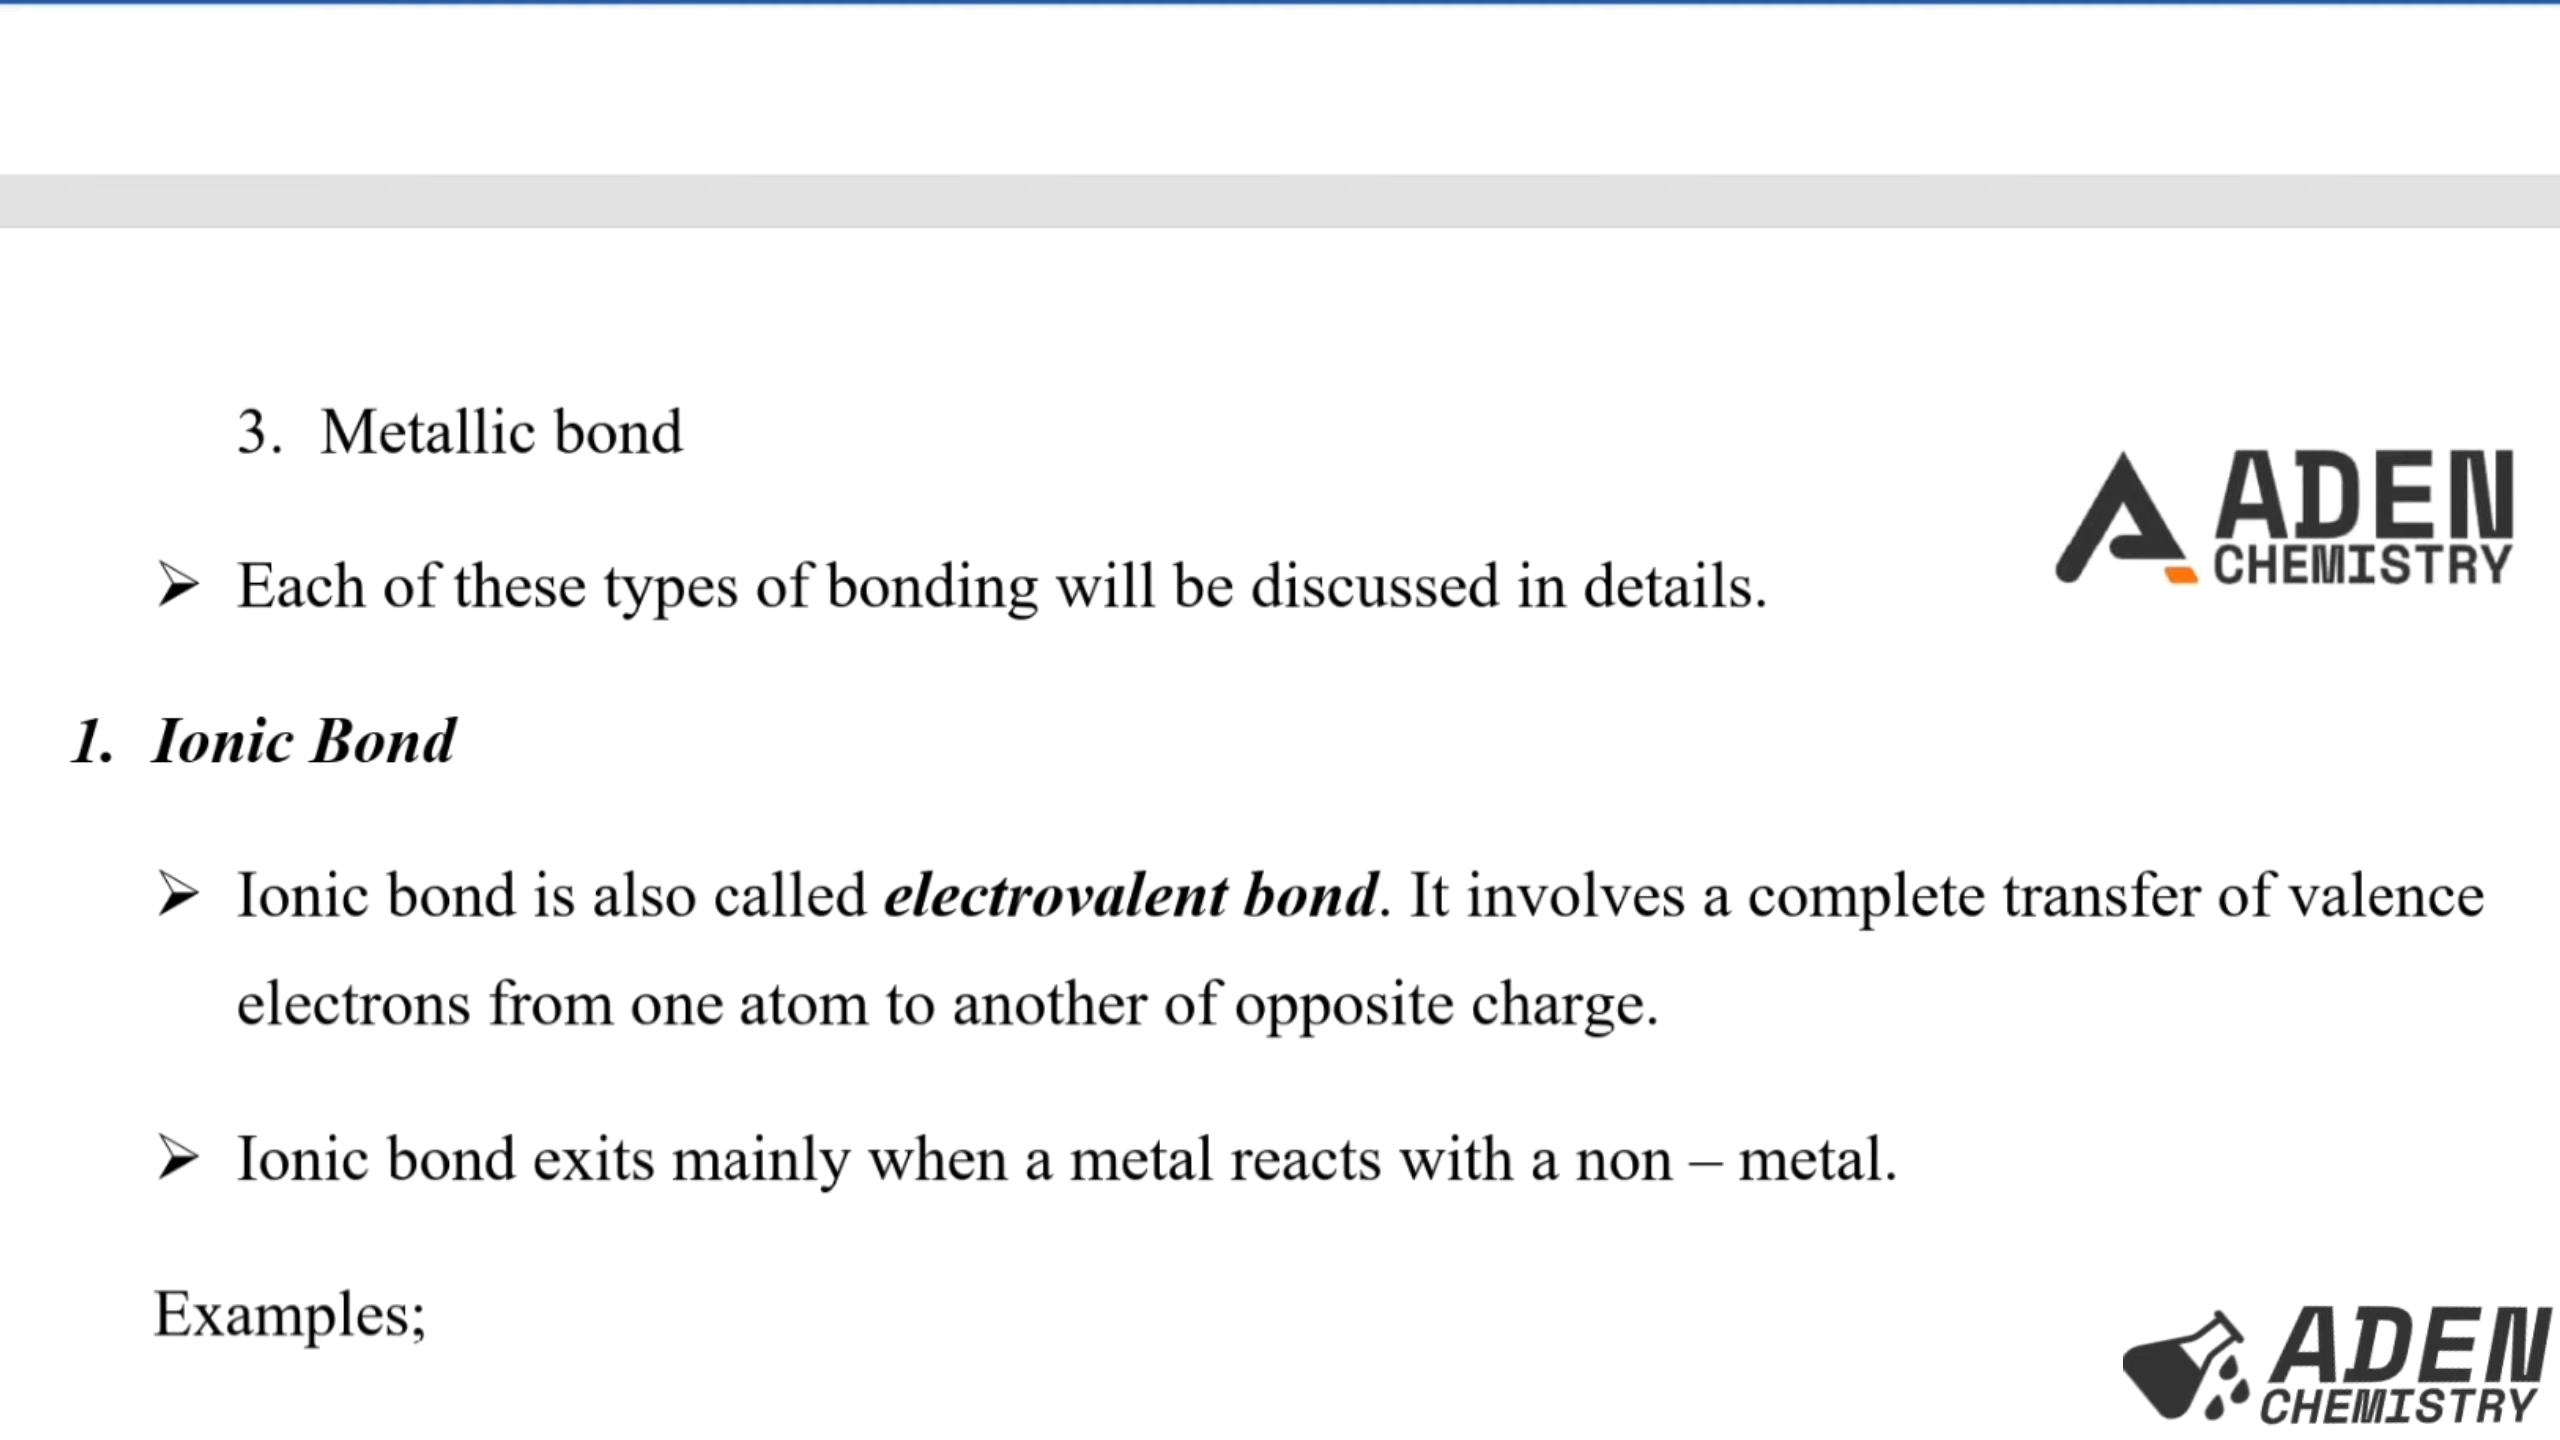 3. Metallic bond
ADEN
CHEMISTRY
➢ Each of these types of bonding will be discussed in details.
1. Ionic Bond
➢ Ionic bond is also called electrovalent bond. It involves a complete transfer of valence
electrons from one atom to another of opposite charge.
➢ Ionic bond exits mainly when a metal reacts with a non – metal.
Examples;
ADEN
CHEMISTRY